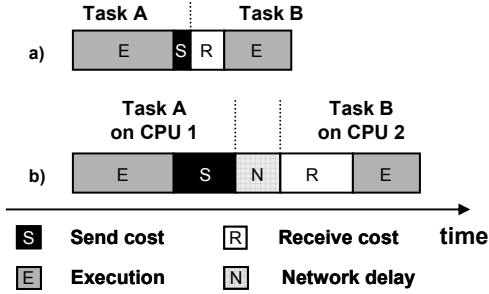 Task A Task B
a) E S R E
Task A Task B
on CPU 1 on CPU 2
b) E S N R E
S Send cost R Receive cost time
E Execution N Network delay